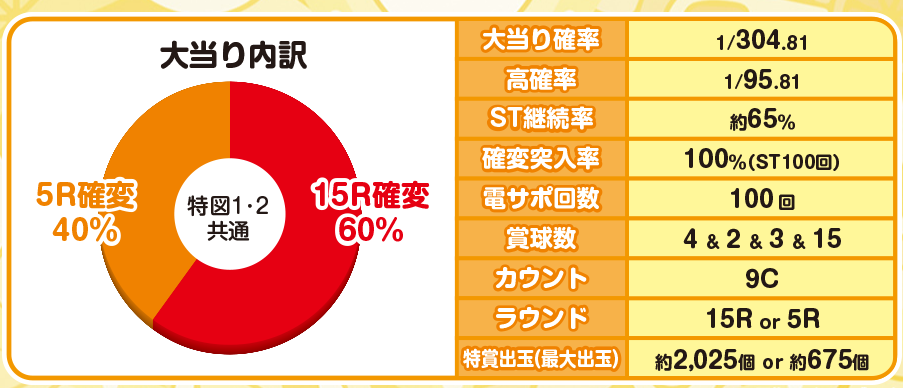 大当り内訳
5R確変
40%
15R確変
60%
特図1・2
共通
大当り確率 1/304.81
高確率 1/95.81
ST継続率 約65%
確変突入率 100%(ST100回)
電サポ回数 100回
賞球数 4 & 2 & 3 & 15
カウント 9C
ラウンド 15R or 5R
特賞出玉(最大出玉) 約2,025個 or 約675個